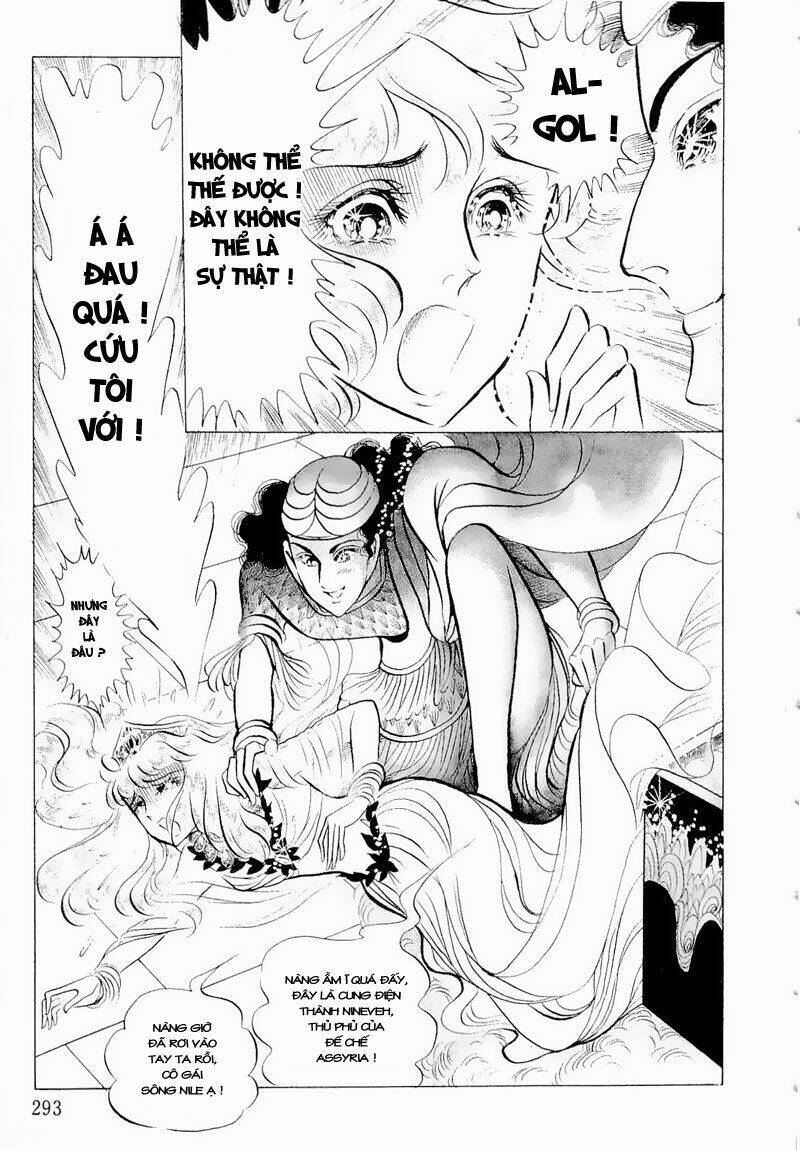 AL-
GOL !
KHÔNG THỂ
THẾ ĐƯỢC !
ĐÂY KHÔNG
THỂ LÀ
SỰ THẬT !
Á Á
ĐAU
QUÁ !
CỨU
TÔI
VỚI !
NHƯNG
ĐÂY
LÀ
ĐÂU ?
NÀNG ẦM Ĩ QUÁ ĐẤY,
ĐÂY LÀ CUNG ĐIỆN
THÀNH NINEVEH,
THỦ PHỦ CỦA
ĐẾ CHẾ
ASSYRIA !
NÀNG GIỜ
ĐÃ RƠI VÀO
TAY TA RỒI,
CÔ GÁI
SÔNG NILE Ạ !
293